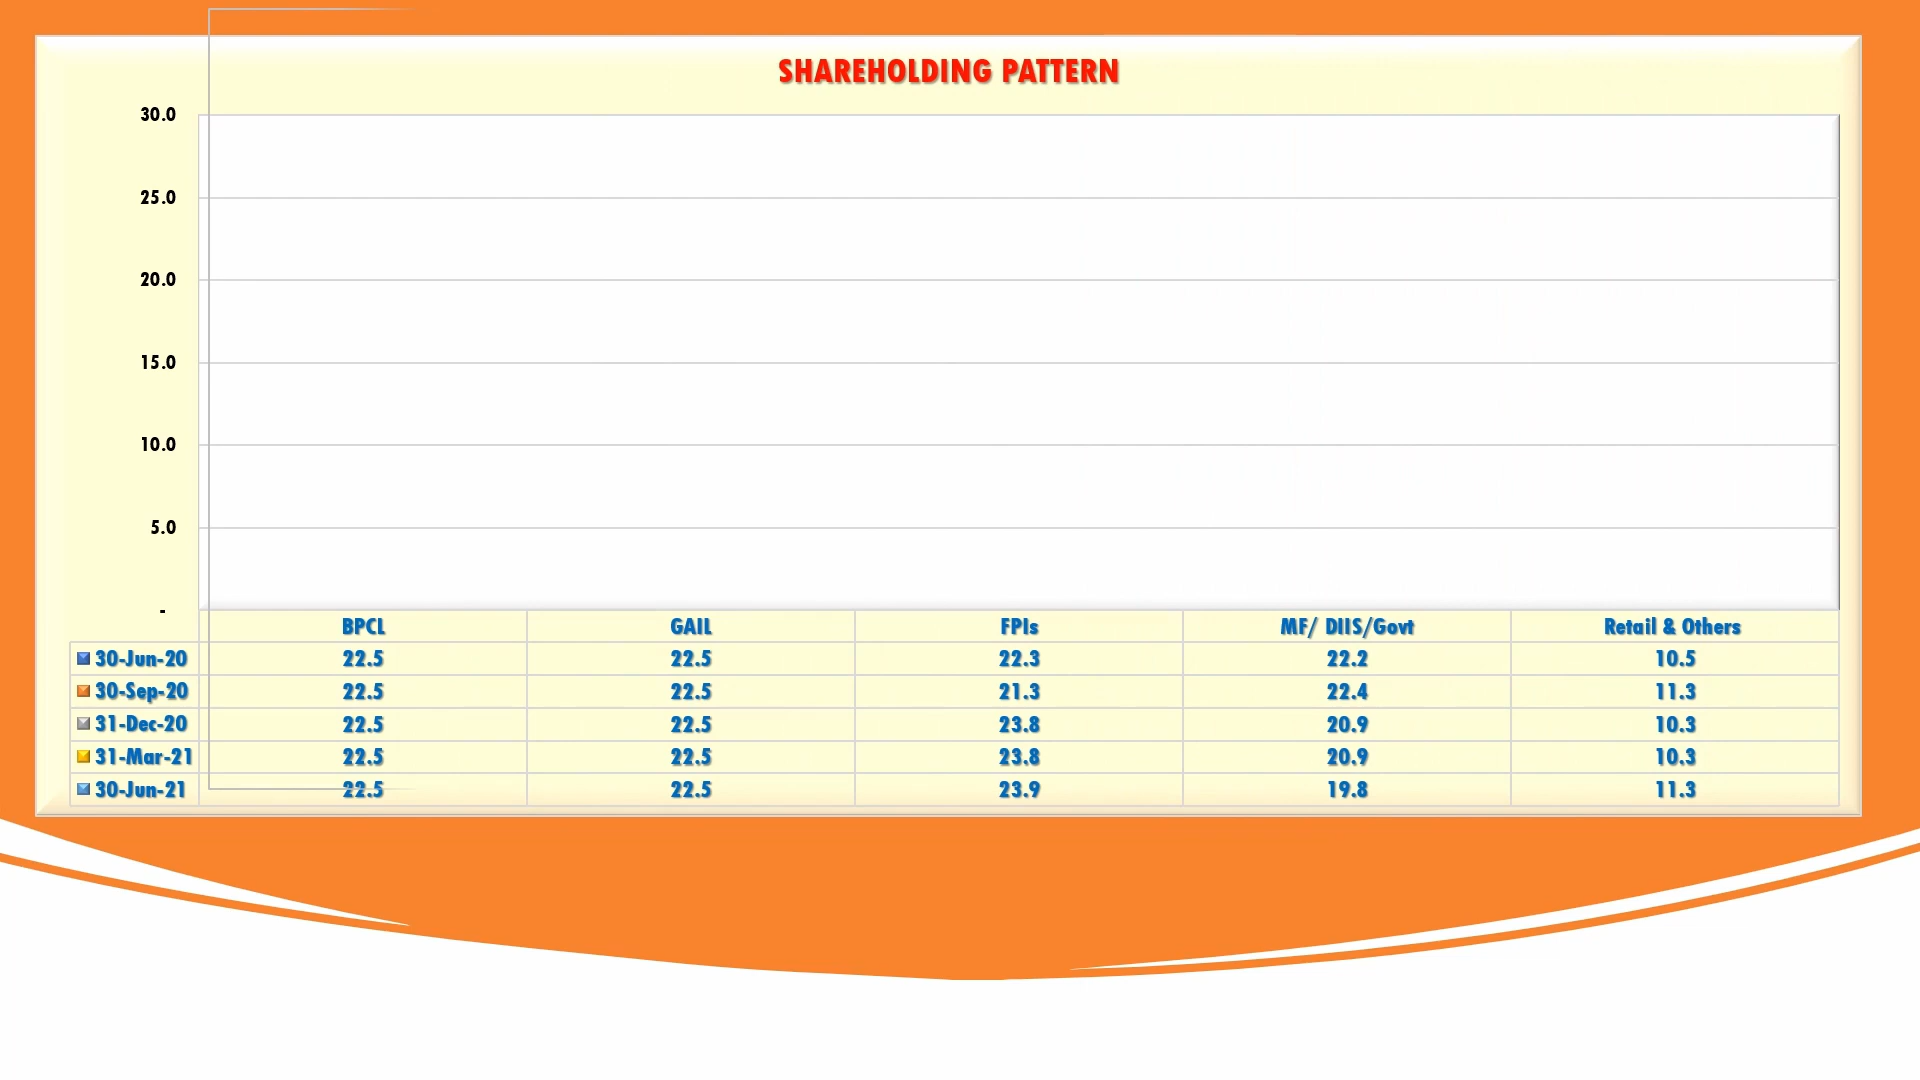 SHAREHOLDING PATTERN
30.0
25.0
20.0
15.0
10.0
5.0
-
BPCL GAIL FPIs MF/ DIIS/Govt Retail & Others
30-Jun-20 22.5 22.5 22.3 22.2 10.5
30-Sep-20 22.5 22.5 21.3 22.4 11.3
31-Dec-20 22.5 22.5 23.8 20.9 10.3
31-Mar-21 22.5 22.5 23.8 20.9 10.3
30-Jun-21 22.5 22.5 23.9 19.8 11.3